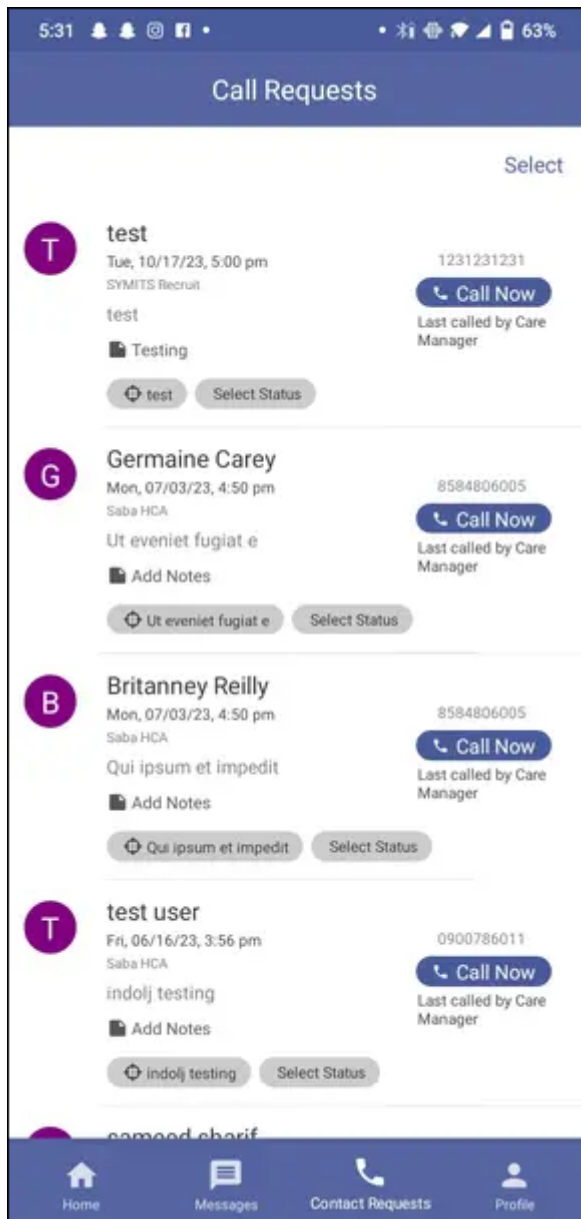 5:31
63%
Call Requests
Select
T
test
Tue, 10/17/23, 5:00 pm
SYMITS Recruit
test
Testing
test
Select Status
1231231231
Call Now
Last called by Care
Manager
G
Germaine Carey
Mon, 07/03/23, 4:50 pm
Saba HCA
Ut eveniet fugiat e
Add Notes
Ut eveniet fugiat e
Select Status
8584806005
Call Now
Last called by Care
Manager
B
Britanney Reilly
Mon, 07/03/23, 4:50 pm
Saba HCA
Qui ipsum et impedit
Add Notes
Qui ipsum et impedit
Select Status
8584806005
Call Now
Last called by Care
Manager
T
test user
Fri, 06/16/23, 3:56 pm
Saba HCA
indolj testing
Add Notes
indolj testing
Select Status
0900786011
Call Now
Last called by Care
Manager
Home
Messages
Contact Requests
Profile